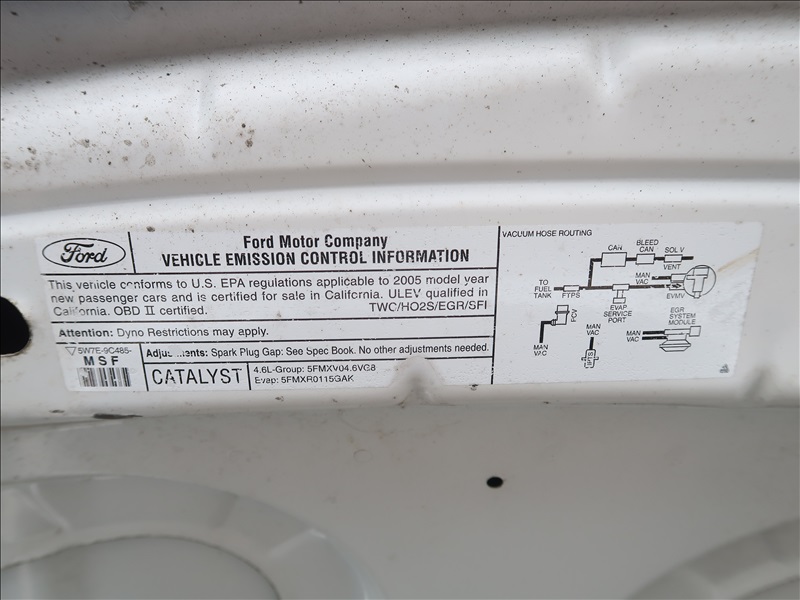 Ford
Ford Motor Company
VEHICLE EMISSION CONTROL INFORMATION
This vehicle conforms to U.S. EPA regulations applicable to 2005 model year
new passenger cars and is certified for sale in California. ULEV qualified in
California. OBD II certified. TWC/HO2S/EGR/SFI
Attention: Dyno Restrictions may apply.
5W7E-9C485-
MSF
Spark Plug Gap: See Spec Book. No other adjustments needed.
CATALYST
4.6L-Group: 5FMXV04.6VC8
Evap: 5FMXR0115GAK
VACUUM HOSE ROUTING
CAN
BLEED
CAN
SOL V
VENT
TO
FUEL
TANK
FTPS
MAN
VAC
EVMV
EVAP
SERVICE
PORT
PCV
MAN
VAC
MAN
VAC
MAN
VAC
EGR
SYSTEM
MODULE